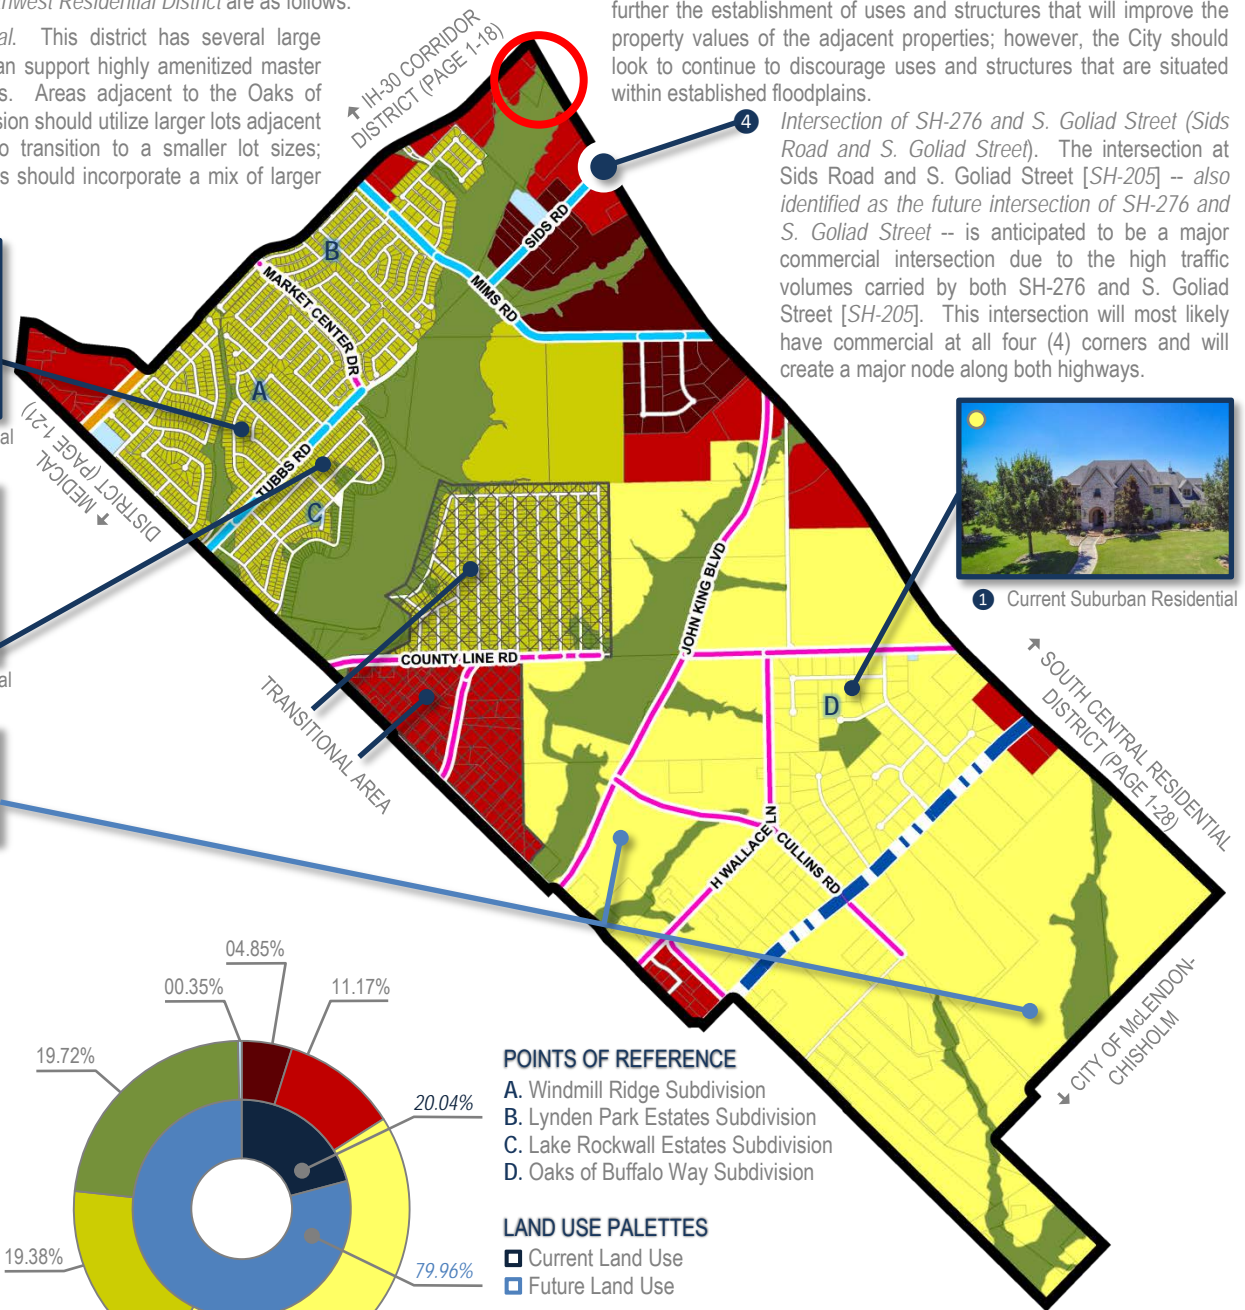 nwest Residential District are as follows.
al. This district has several large
an support highly amenitized master
s. Areas adjacent to the Oaks of
sion should utilize larger lots adjacent
o transition to a smaller lot sizes;
s should incorporate a mix of larger
further the establishment of uses and structures that will improve the
property values of the adjacent properties; however, the City should
look to continue to discourage uses and structures that are situated
within established floodplains.
4
Intersection of SH-276 and S. Goliad Street (Sids
Road and S. Goliad Street). The intersection at
Sids Road and S. Goliad Street [SH-205] -- also
identified as the future intersection of SH-276 and
S. Goliad Street -- is anticipated to be a major
commercial intersection due to the high traffic
volumes carried by both SH-276 and S. Goliad
Street [SH-205]. This intersection will most likely
have commercial at all four (4) corners and will
create a major node along both highways.
IH-30 CORRIDOR
DISTRICT (PAGE 1-18)
SIDS RD
B
MIMS RD
MARKET CENTER DR
A
TUBBS RD
C
MEDICAL
DISTRICT (PAGE 1-21)
al
al
JOHN KING BLVD
COUNTY LINE RD
TRANSITIONAL AREA
D
1 Current Suburban Residential
SOUTH CENTRAL RESIDENTIAL
DISTRICT (PAGE 1-28)
H WALLACE LN
CULLINS RD
CITY OF McLENDON-
CHISHOLM
04.85%
00.35%
11.17%
19.72%
20.04%
19.38%
79.96%
POINTS OF REFERENCE
A. Windmill Ridge Subdivision
B. Lynden Park Estates Subdivision
C. Lake Rockwall Estates Subdivision
D. Oaks of Buffalo Way Subdivision
LAND USE PALETTES
Current Land Use
Future Land Use